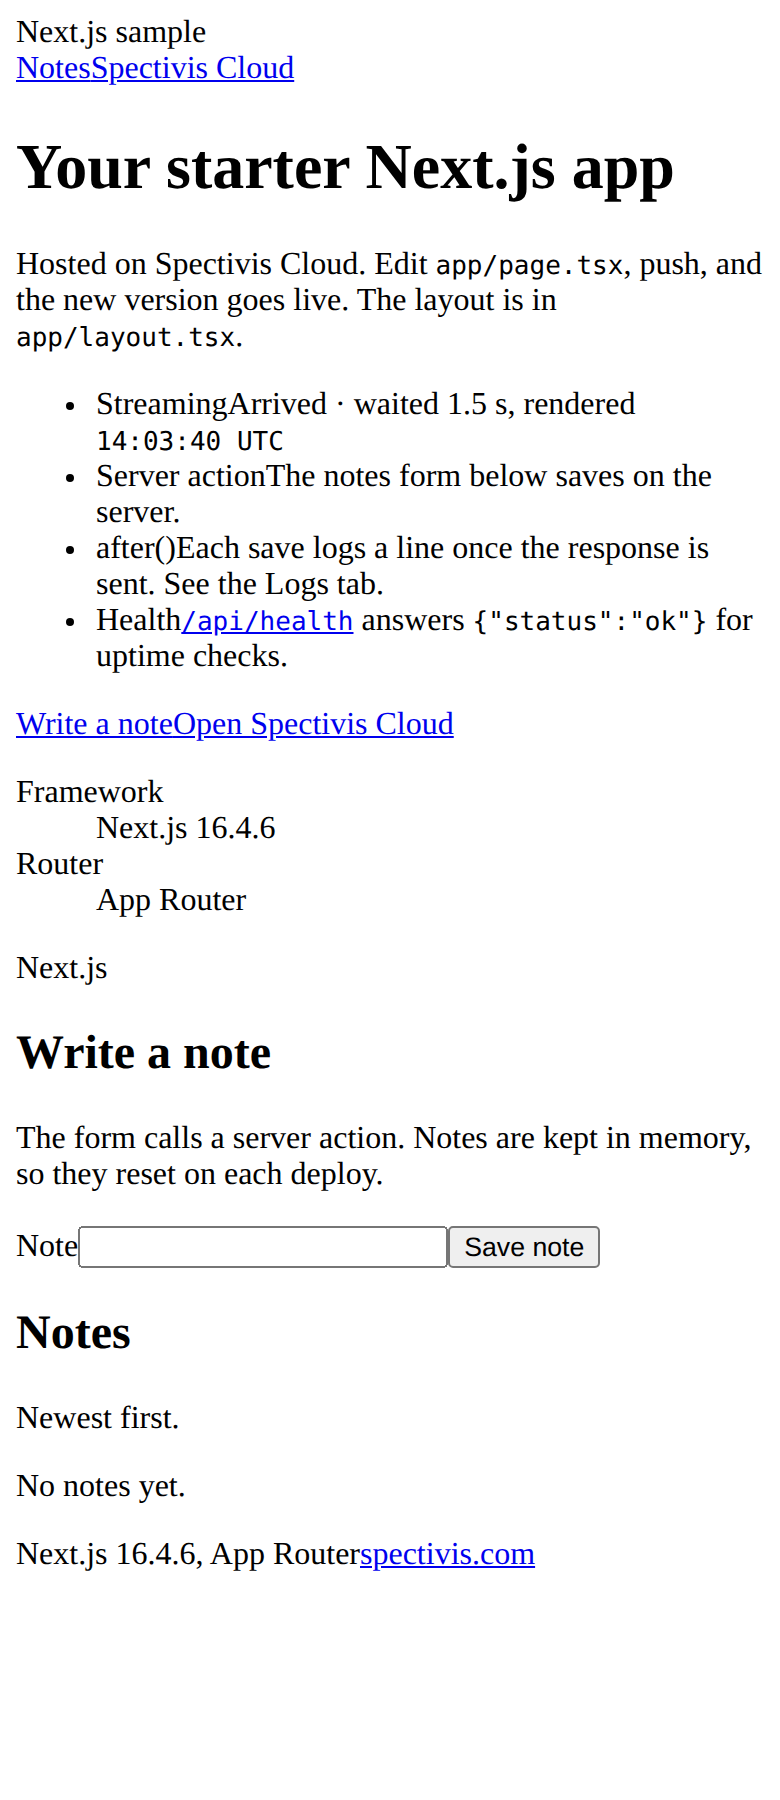 Next.js sample
NotesSpectivis Cloud
Your starter Next.js app
Hosted on Spectivis Cloud. Edit app/page.tsx, push, and
the new version goes live. The layout is in
app/layout.tsx.
StreamingArrived · waited 1.5 s, rendered
14:03:40 UTC
Server actionThe notes form below saves on the
server.
after()Each save logs a line once the response is
sent. See the Logs tab.
Health/api/health answers {"status":"ok"} for
uptime checks.
Write a noteOpen Spectivis Cloud
Framework
Next.js 16.4.6
Router
App Router
Next.js
Write a note
The form calls a server action. Notes are kept in memory,
so they reset on each deploy.
Note Save note
Notes
Newest first.
No notes yet.
Next.js 16.4.6, App Routerspectivis.com